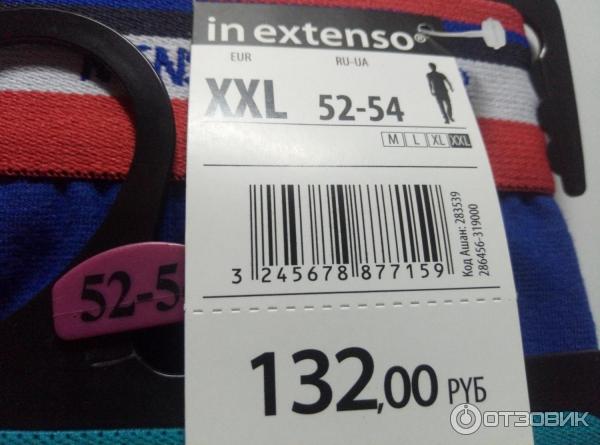 in extenso®
EUR
RU-UA
XXL
52-54
M L XL XXL
3 245678 877159
Код Ашан: 283539
286456-319000
52-5
132,00 РУБ
ОТЗОВИК